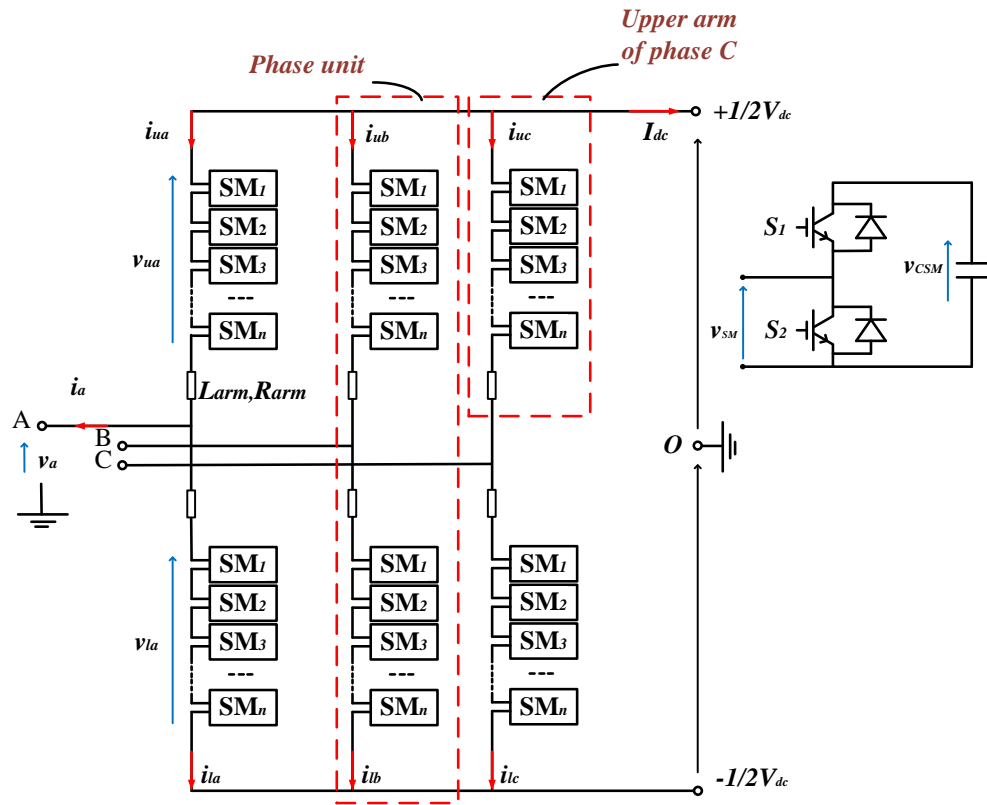 Upper arm
of phase C
Phase unit
+1/2Vdc
iua
iub
iuc
Idc
SM1
SM1
SM1
SM2
SM2
SM2
SM3
SM3
SM3
SMn
SMn
SMn
vua
S1
vCSM
vSM
S2
Larm,Rarm
ia
A
B
C
va
O
SM1
SM1
SM1
SM2
SM2
SM2
SM3
SM3
SM3
SMn
SMn
SMn
vla
ila
ilb
ilc
-1/2Vdc